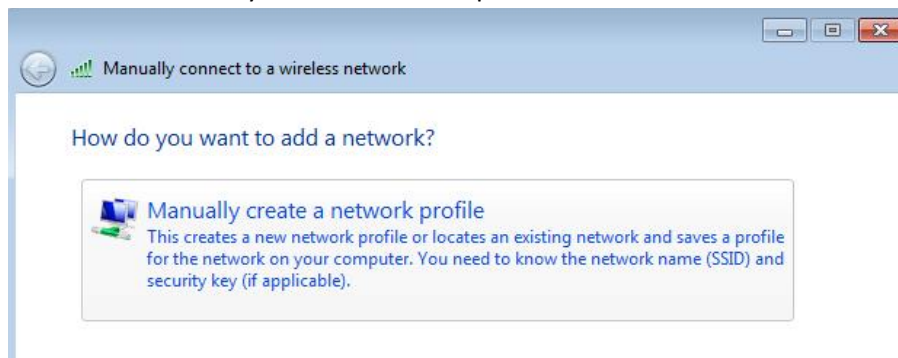 Manually connect to a wireless network
How do you want to add a network?
Manually create a network profile
This creates a new network profile or locates an existing network and saves a profile
for the network on your computer. You need to know the network name (SSID) and
security key (if applicable).